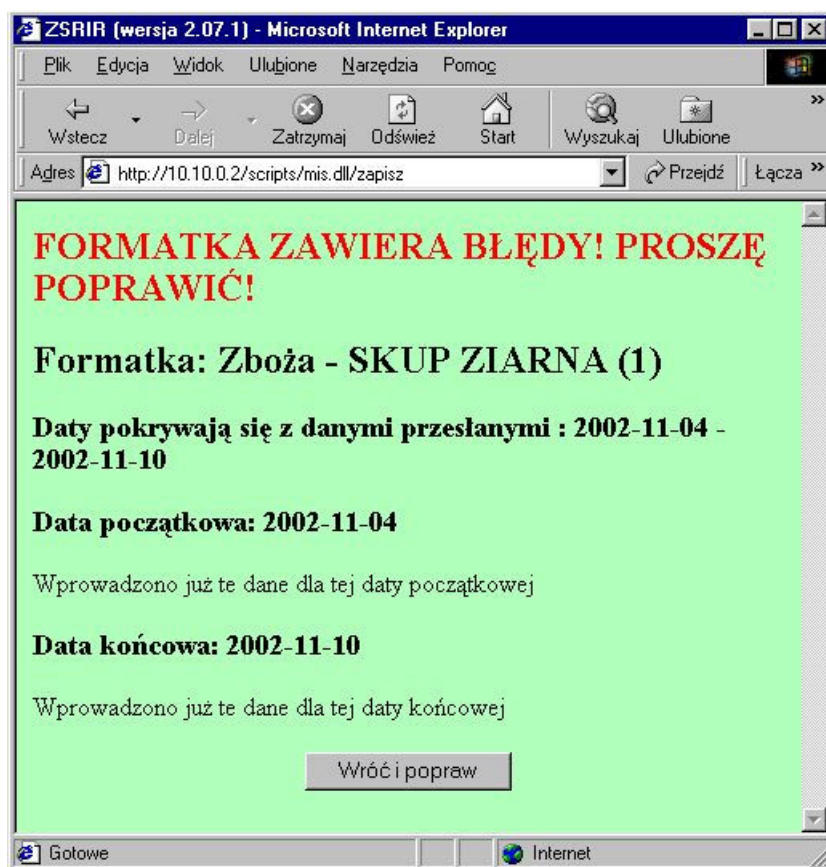 ZSRIR (wersja 2.07.1) - Microsoft Internet Explorer
Plik Edycja Widok Ulubione Narzędzia Pomoc
»
Wstecz Dalej Zatrzymaj Odśwież Start Wyszukaj Ulubione
Adres http://10.10.0.2/scripts/mis.dll/zapisz Przejdź Łącza »
FORMATKA ZAWIERA BŁĘDY! PROSZĘ
POPRAWIĆ!
Formatka: Zboża - SKUP ZIARNA (1)
Daty pokrywają się z danymi przesłanymi : 2002-11-04 -
2002-11-10
Data początkowa: 2002-11-04
Wprowadzono już te dane dla tej daty początkowej
Data końcowa: 2002-11-10
Wprowadzono już te dane dla tej daty końcowej
Wróć i popraw
Gotowe Internet